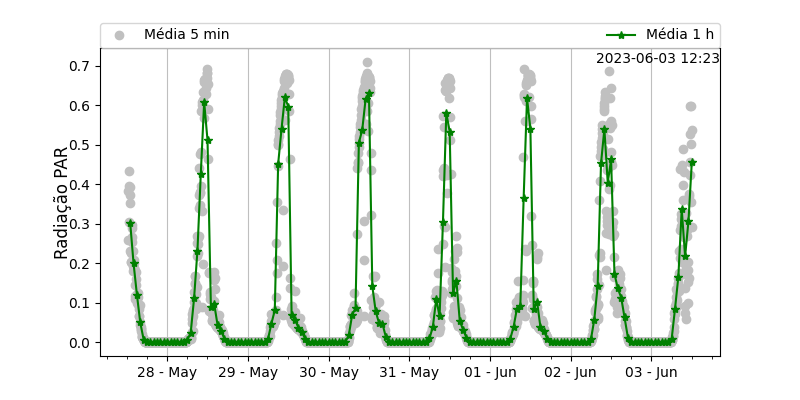 Média 5 min
Média 1 h
2023-06-03 12:23
Radiação PAR
0.7
0.6
0.5
0.4
0.3
0.2
0.1
0.0
28 - May
29 - May
30 - May
31 - May
01 - Jun
02 - Jun
03 - Jun